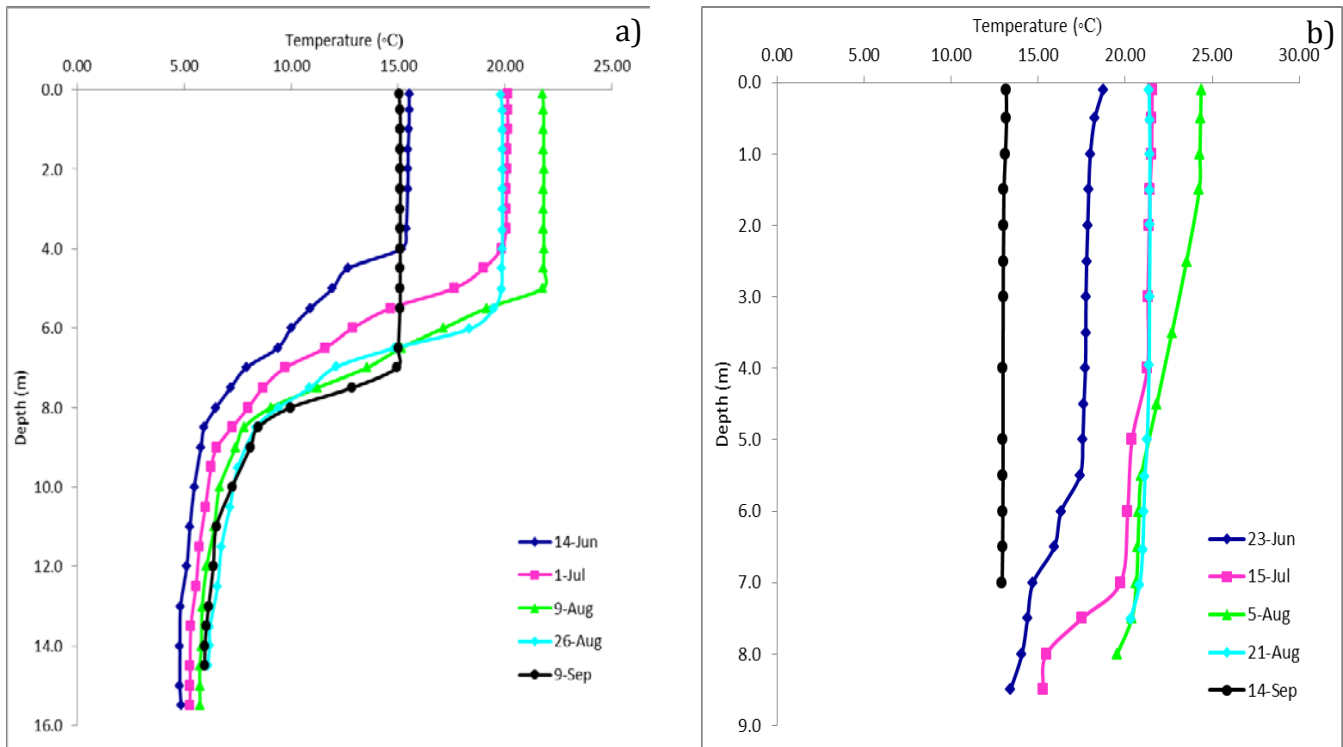 a)
Temperature (◦C)
0.00 5.00 10.00 15.00 20.00 25.00
0.0
2.0
4.0
6.0
8.0
10.0
12.0
14.0
16.0
Depth (m)
14-Jun
1-Jul
9-Aug
26-Aug
9-Sep
b)
Temperature (◦C)
0.00 5.00 10.00 15.00 20.00 25.00 30.00
0.0
1.0
2.0
3.0
4.0
5.0
6.0
7.0
8.0
9.0
Depth (m)
23-Jun
15-Jul
5-Aug
21-Aug
14-Sep